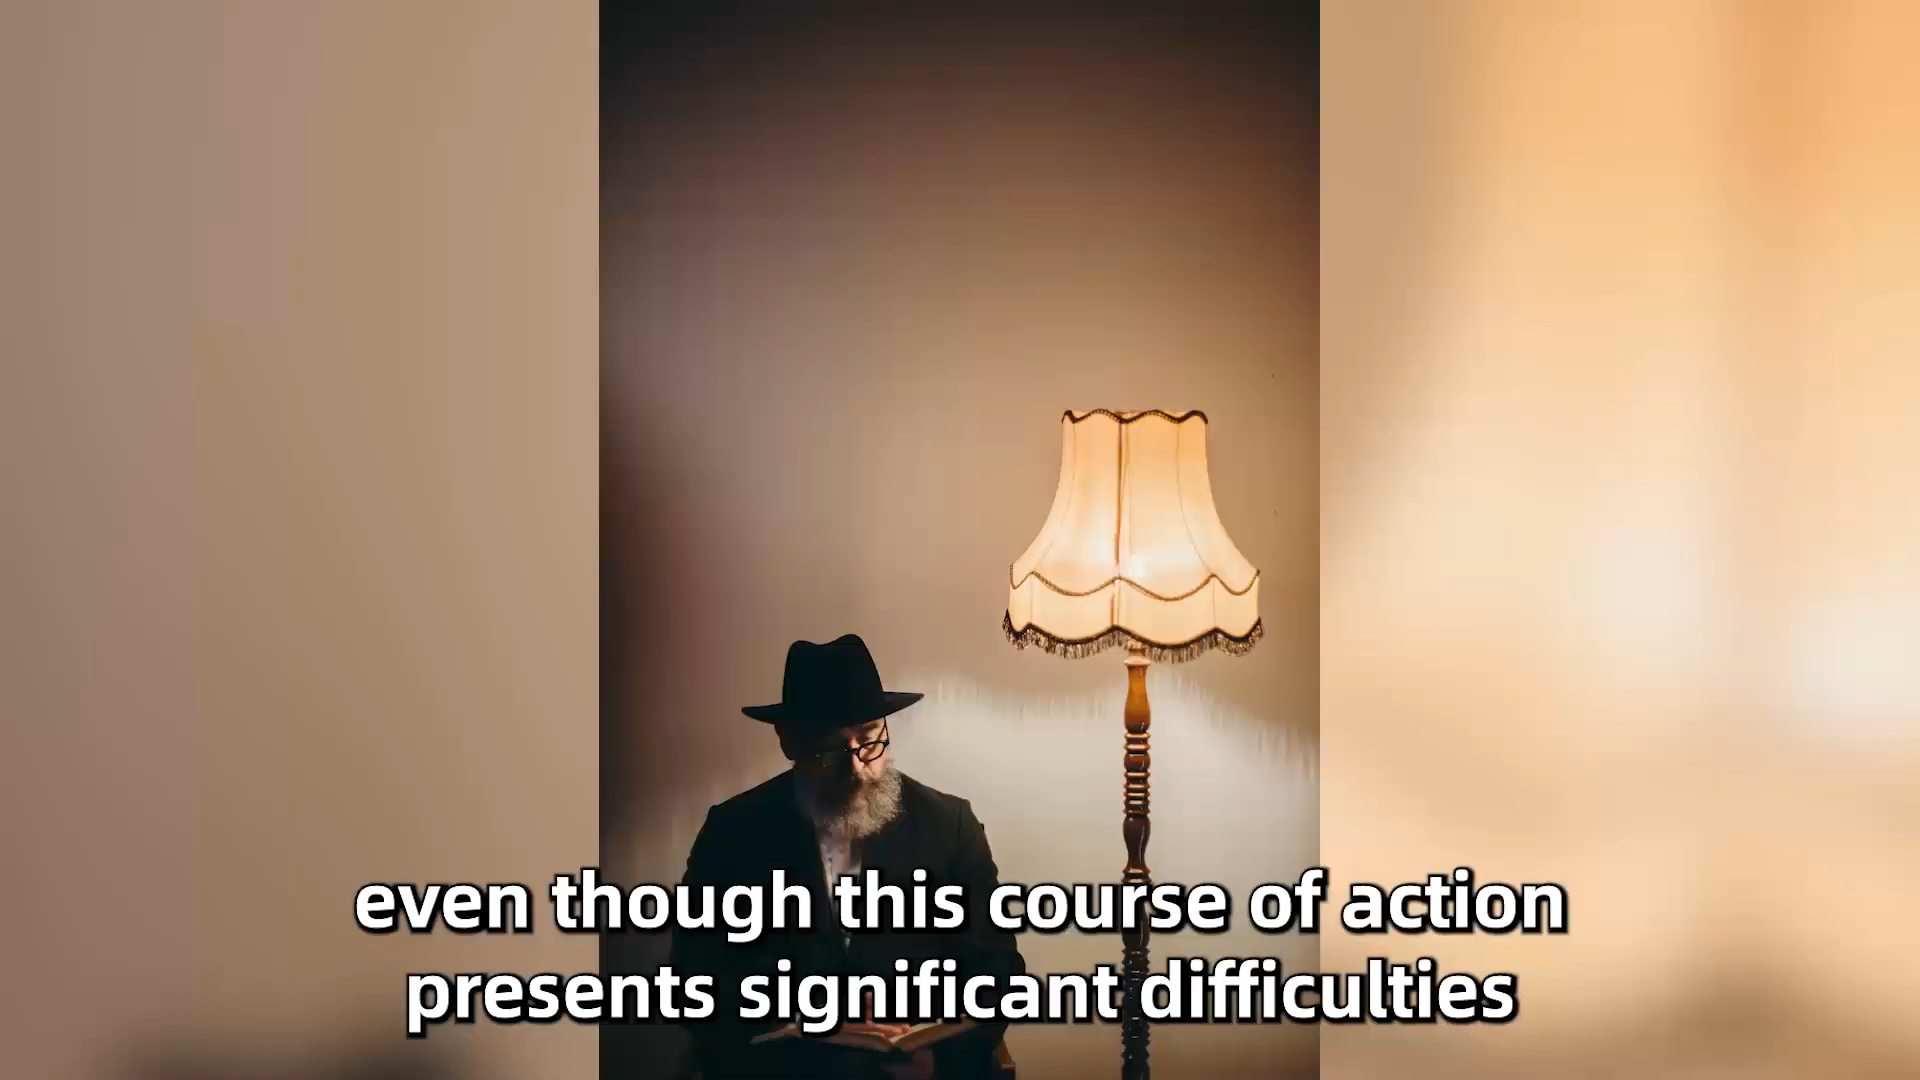 even though this course of action
presents significant difficulties